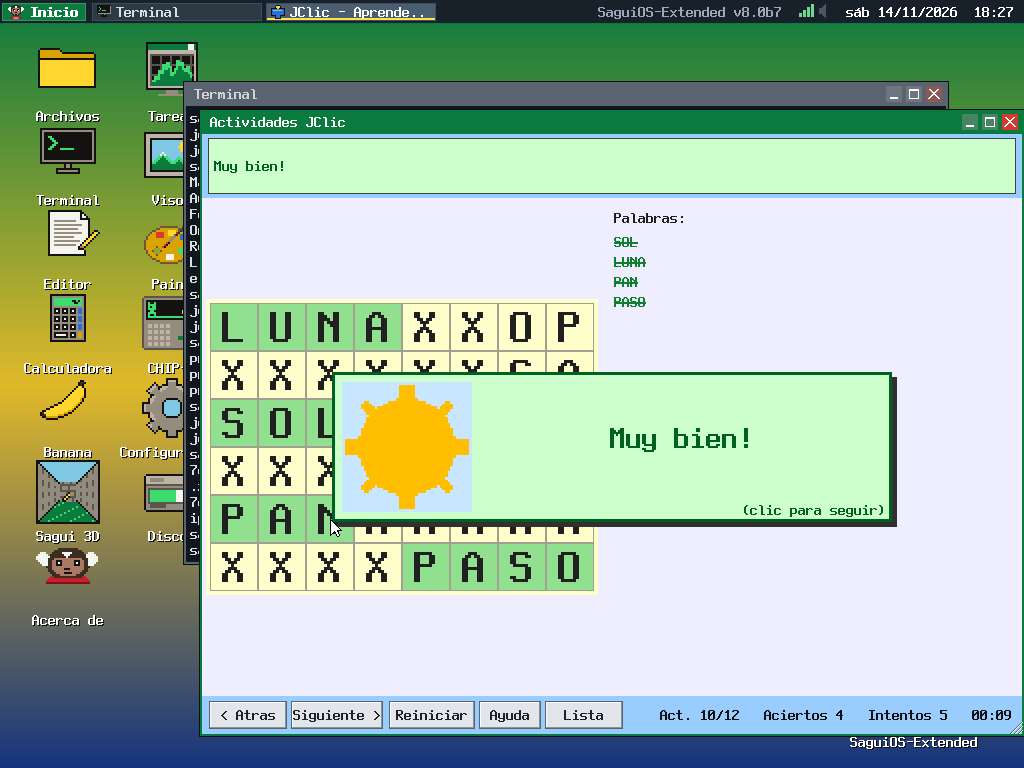 Inicio
Terminal
JClic - Aprende..
SaguiOS-Extended v8.0b7
sáb 14/11/2026
18:27
Archivos
Tarea
Terminal
Viso
Editor
Pain
Calculadora
CHIP-
Banana
Configur
Sagui 3D
Disco
Acerca de
Terminal
Actividades JClic
Muy bien!
Palabras:
SOL
LUNA
PAN
PASO
L U N A X X O P
X X X X X X
S O L
X X X
P A N
X X X X P A S O
Muy bien!
(clic para seguir)
< Atras
Siguiente >
Reiniciar
Ayuda
Lista
Act. 10/12
Aciertos 4
Intentos 5
00:09
SaguiOS-Extended